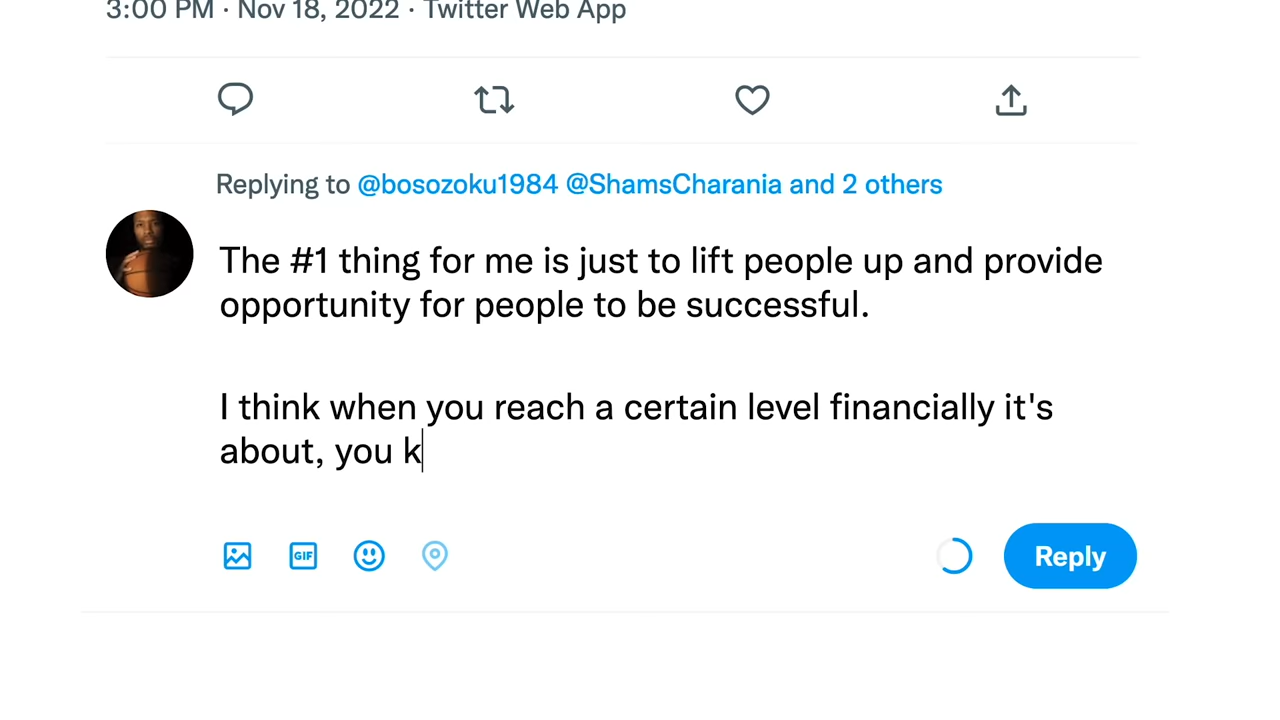 3:00 PM · Nov 18, 2022 · Twitter Web App
Replying to @bosozoku1984 @ShamsCharania and 2 others
The #1 thing for me is just to lift people up and provide
opportunity for people to be successful.
I think when you reach a certain level financially it's
about, you k
GIF
Reply